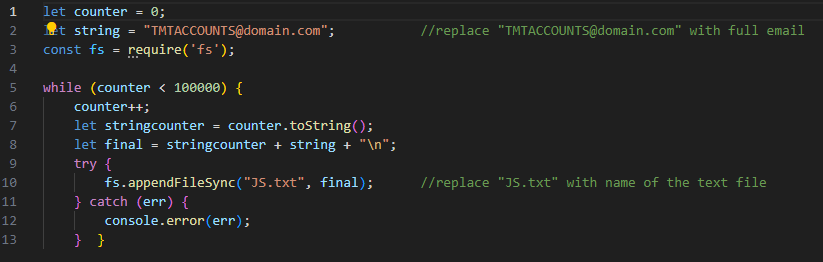 1 let counter = 0;
2 let string = "TMTACCOUNTS@domain.com"; //replace "TMTACCOUNTS@domain.com" with full email
3 const fs = require('fs');
4
5 while (counter < 100000) {
6 counter++;
7 let stringcounter = counter.toString();
8 let final = stringcounter + string + "\n";
9 try {
10 fs.appendFileSync("JS.txt", final); //replace "JS.txt" with name of the text file
11 } catch (err) {
12 console.error(err);
13 } }